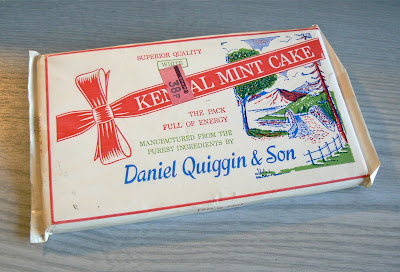 SUPERIOR QUALITY
WHITE
KENDAL MINT CAKE
38P
THE PACK
FULL OF ENERGY
MANUFACTURED FROM THE
PUREST INGREDIENTS BY
Daniel Quiggin & Son